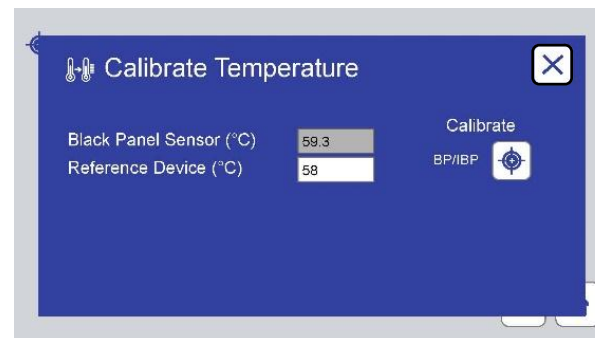 Calibrate Temperature
Calibrate
Black Panel Sensor (°C) 59.3
BP/IBP
Reference Device (°C) 58